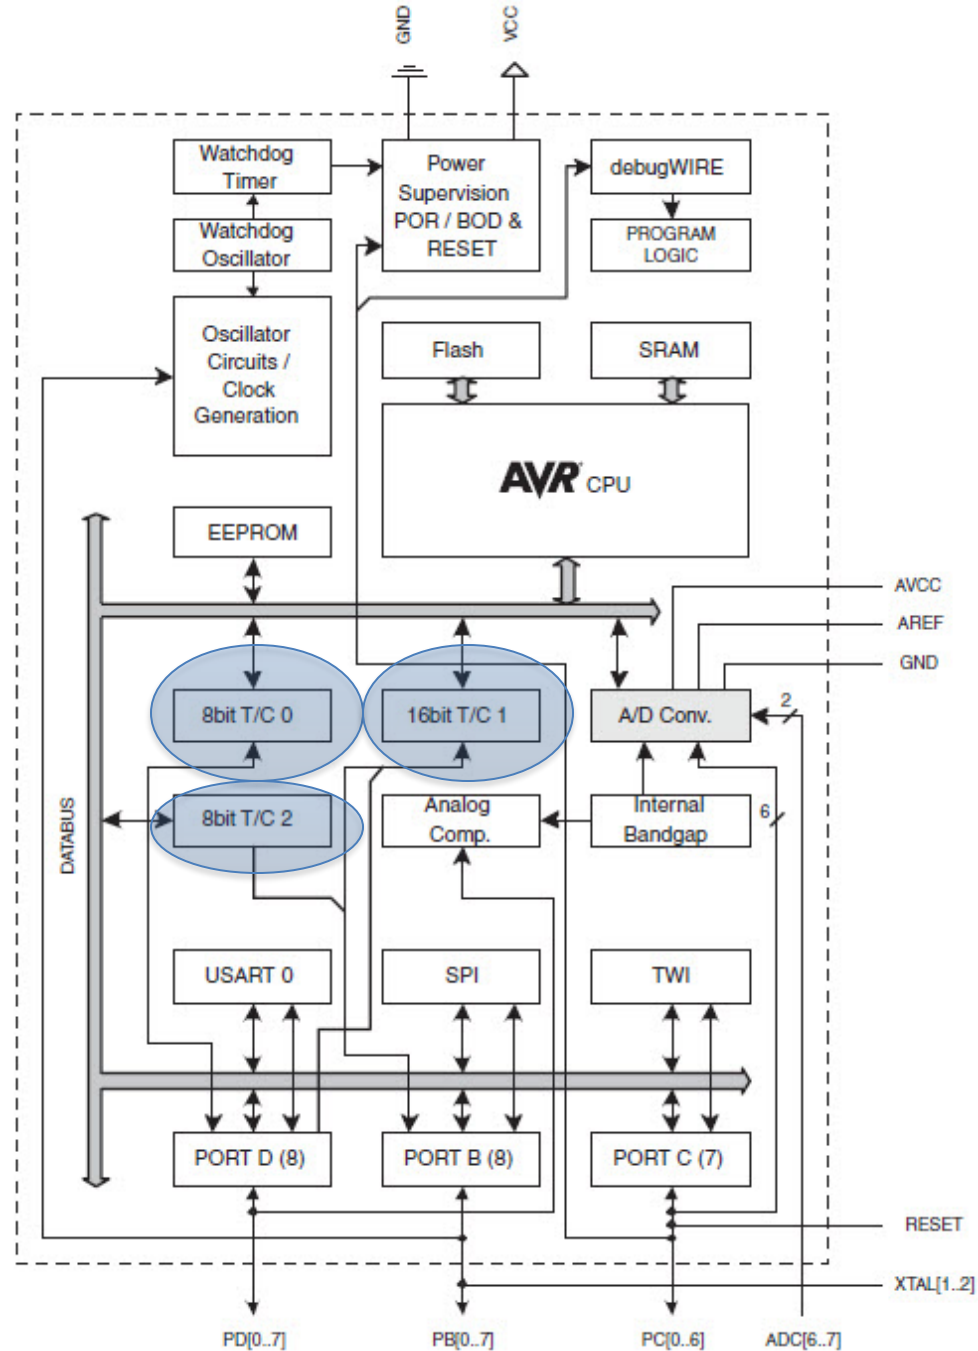 GND
VCC
Watchdog
Timer
Power
Supervision
POR / BOD &
RESET
debugWIRE
Watchdog
Oscillator
PROGRAM
LOGIC
Oscillator
Circuits /
Clock
Generation
Flash
SRAM
AVR CPU
EEPROM
AVCC
AREF
GND
8bit T/C 0
16bit T/C 1
A/D Conv.
2
8bit T/C 2
Analog
Comp.
Internal
Bandgap
6
DATABUS
USART 0
SPI
TWI
PORT D (8)
PORT B (8)
PORT C (7)
RESET
XTAL[1..2]
PD[0..7]
PB[0..7]
PC[0..6]
ADC[6..7]